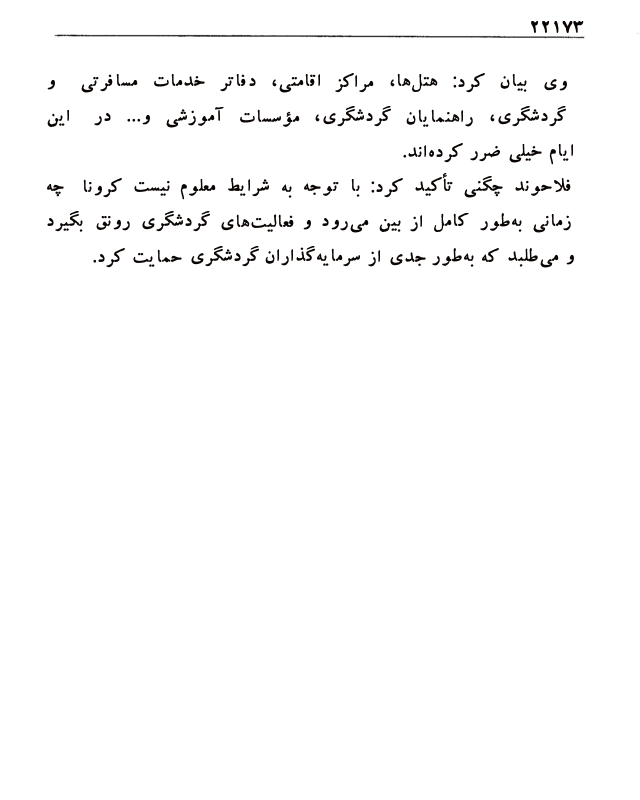 ۲۲۱۷۳
وی بیان کرد: هتل‌ها، مراکز اقامتی، دفاتر خدمات مسافرتی و
گردشگری، راهنمایان گردشگری، مؤسسات آموزشی و... در این
ایام خیلی ضرر کرده‌اند.
فلاحوند چگنی تأکید کرد: با توجه به شرایط معلوم نیست کرونا چه
زمانی به‌طور کامل از بین می‌رود و فعالیت‌های گردشگری رونق بگیرد
و می‌طلبد که به‌طور جدی از سرمایه‌گذاران گردشگری حمایت کرد.